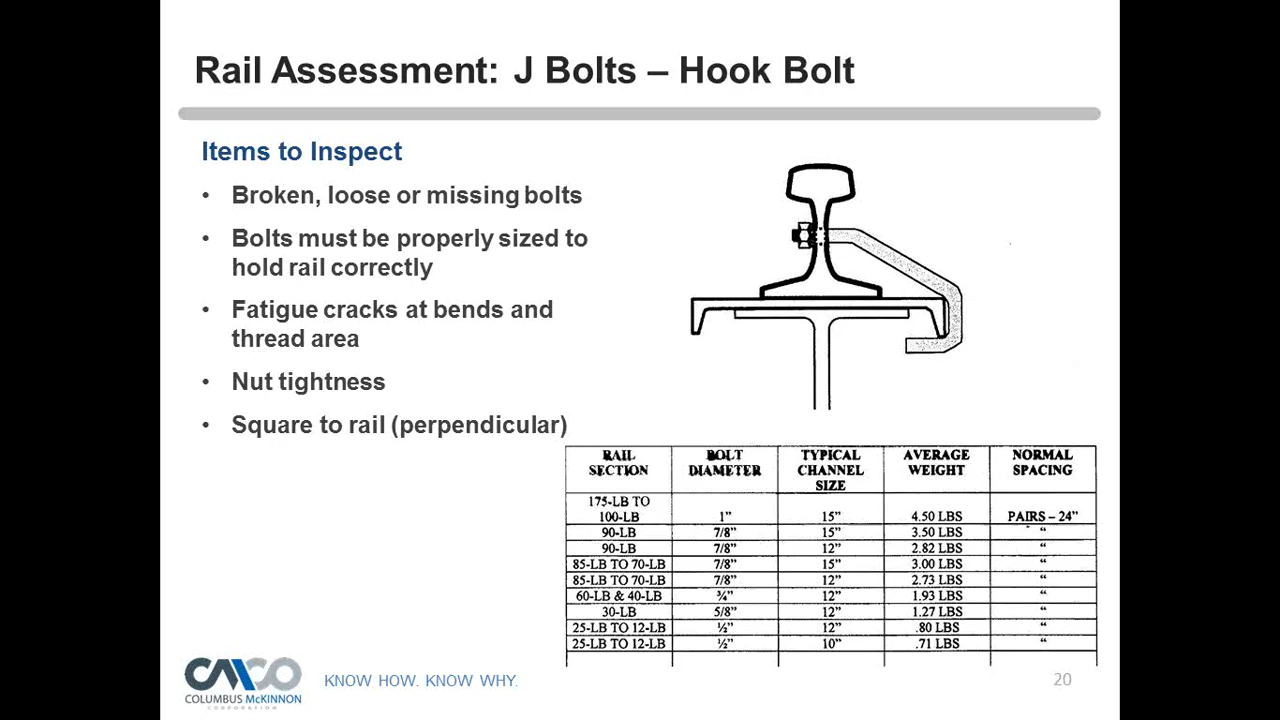 Rail Assessment: J Bolts – Hook Bolt
Items to Inspect
• Broken, loose or missing bolts
• Bolts must be properly sized to
hold rail correctly
• Fatigue cracks at bends and
thread area
• Nut tightness
• Square to rail (perpendicular)
RAIL SECTION BOLT DIAMETER TYPICAL CHANNEL SIZE AVERAGE WEIGHT NORMAL SPACING
175-LB TO
100-LB 1” 15” 4.50 LBS PAIRS – 24”
90-LB 7/8” 15” 3.50 LBS “
90-LB 7/8” 12” 2.82 LBS “
85-LB TO 70-LB 7/8” 15” 3.00 LBS “
85-LB TO 70-LB 7/8” 12” 2.73 LBS “
60-LB & 40-LB ¾” 12” 1.93 LBS “
30-LB 5/8” 12” 1.27 LBS “
25-LB TO 12-LB ½” 12” .80 LBS “
25-LB TO 12-LB ½” 10” .71 LBS “
CMCO
COLUMBUS McKINNON
CORPORATION
KNOW HOW. KNOW WHY.
20